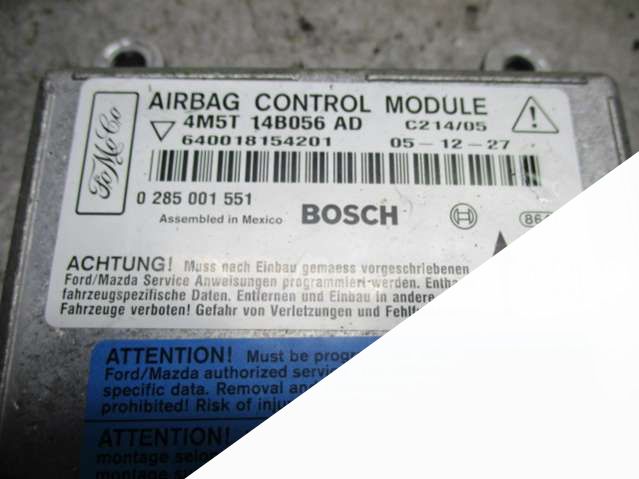 FoMoCo
AIRBAG CONTROL MODULE
4M5T 14B056 AD C214/05
640018154201 05-12-27
0 285 001 551
Assembled in Mexico BOSCH
ACHTUNG! Muss nach Einbau gemaess vorgeschriebenen
Ford/Mazda Service Anweisungen programmiert werden.
fahrzeugspezifische Daten. Entfernen und Einbau in andere
Fahrzeuge verboten! Gefahr von Verletzungen und
ATTENTION! Must be
Ford/Mazda authorized
specific data. Removal and
prohibited! Risk of
ATTENTION!
montage
montage